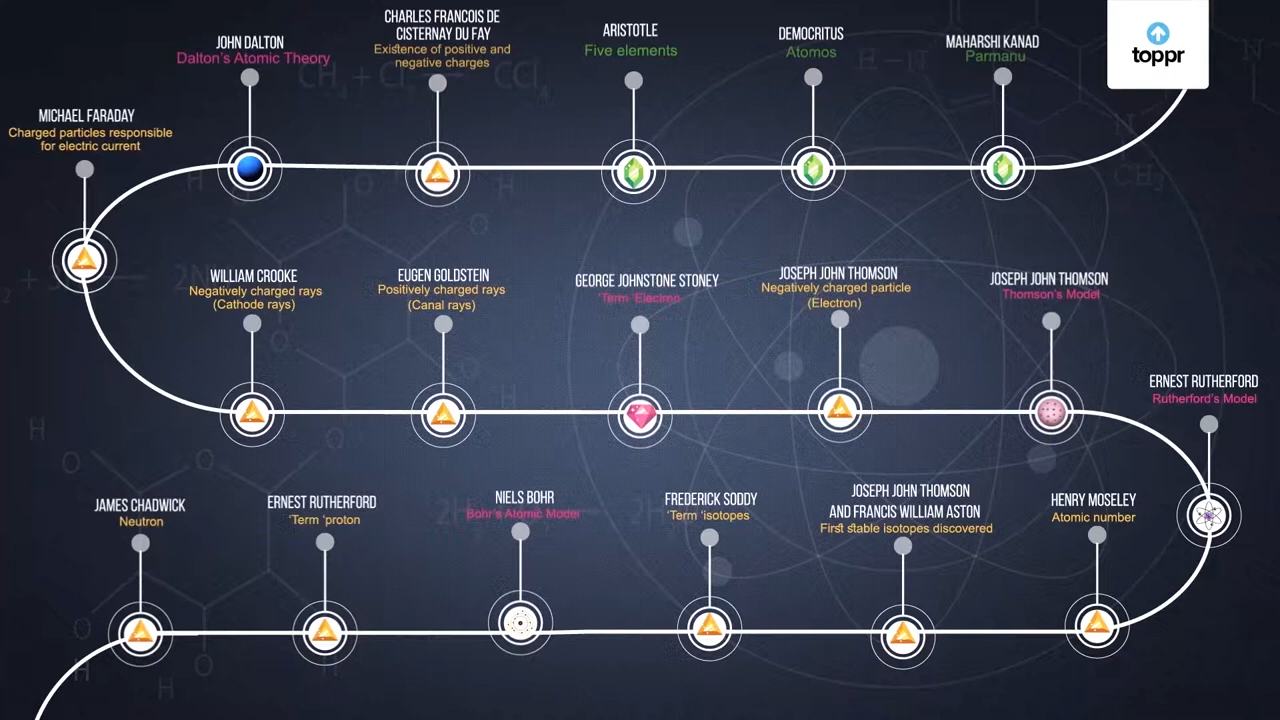 CHARLES FRANCOIS DE
CISTERNAY DU FAY
Existence of positive and
negative charges
JOHN DALTON
Dalton's Atomic Theory
ARISTOTLE
Five elements
DEMOCRITUS
Atomos
MAHARSHI KANAD
Parmanu
toppr
MICHAEL FARADAY
Charged particles responsible
for electric current
WILLIAM CROOKE
Negatively charged rays
(Cathode rays)
EUGEN GOLDSTEIN
Positively charged rays
(Canal rays)
GEORGE JOHNSTONE STONEY
'Term 'Electron
JOSEPH JOHN THOMSON
Negatively charged particle
(Electron)
JOSEPH JOHN THOMSON
Thomson's Model
ERNEST RUTHERFORD
Rutherford's Model
JAMES CHADWICK
Neutron
ERNEST RUTHERFORD
'Term 'proton
NIELS BOHR
Bohr's Atomic Model
FREDERICK SODDY
'Term 'isotopes
JOSEPH JOHN THOMSON
AND FRANCIS WILLIAM ASTON
First stable isotopes discovered
HENRY MOSELEY
Atomic number